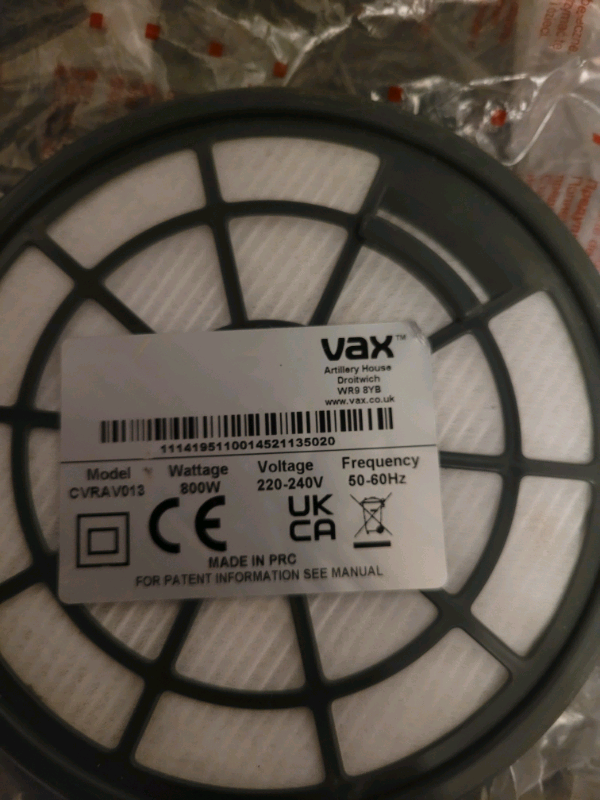 vax™
Artillery House
Droitwich
WR9 8YB
www.vax.co.uk
1114195110014521135020
Model Wattage Voltage Frequency
CVRAV013 800W 220-240V 50-60Hz
CE UK
CA
MADE IN PRC
FOR PATENT INFORMATION SEE MANUAL